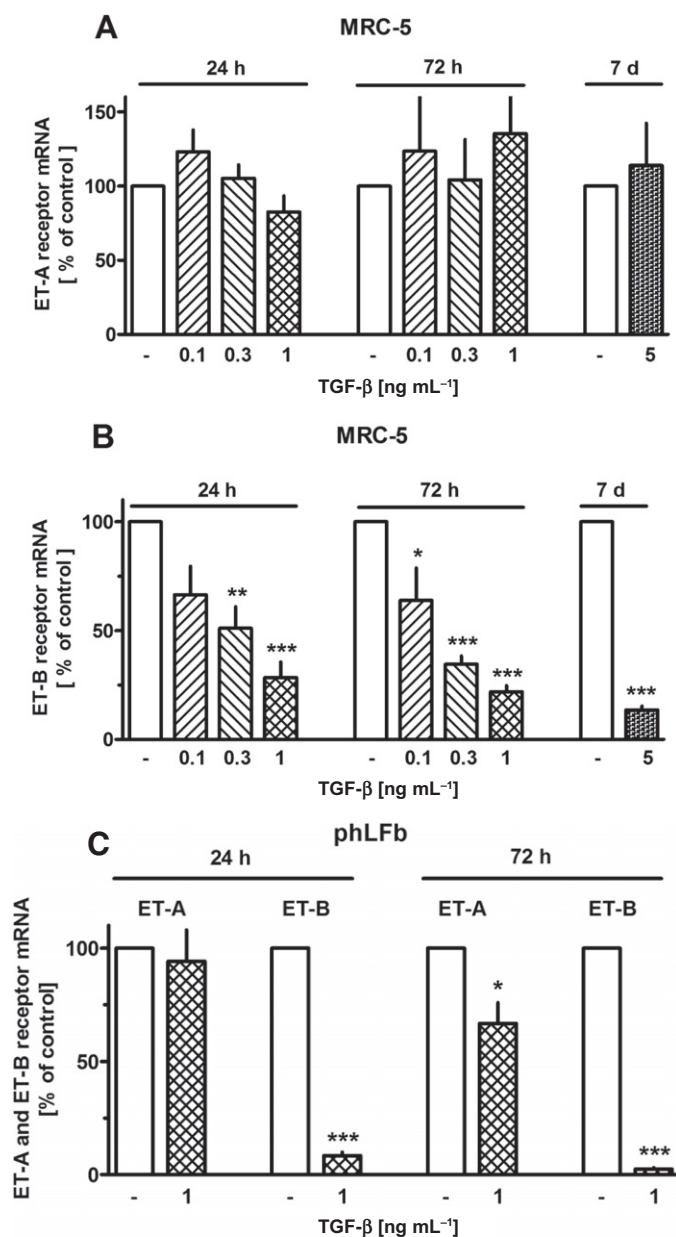 A
MRC-5
24 h 72 h 7 d
150
100
50
0
ET-A receptor mRNA
[ % of control]
- 0.1 0.3 1 - 0.1 0.3 1 - 5
TGF-β [ng mL⁻¹]
B
MRC-5
24 h 72 h 7 d
100
50
0
ET-B receptor mRNA
[ % of control]
** *** * *** *** ***
- 0.1 0.3 1 - 0.1 0.3 1 - 5
TGF-β [ng mL⁻¹]
C
phLFb
24 h 72 h
ET-A ET-B ET-A ET-B
100
50
0
ET-A and ET-B receptor mRNA
[% of control]
*** * ***
- 1 - 1 - 1 - 1
TGF-β [ng mL⁻¹]